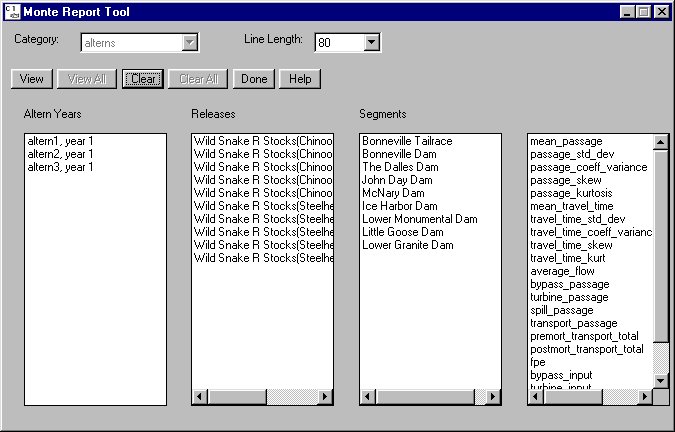 Monte Report Tool
Category: alterns Line Length: 80
View View All Clear Clear All Done Help
Altern Years
altern1, year 1
altern2, year 1
altern3, year 1
Releases
Wild Snake R Stocks(Chinoo
Wild Snake R Stocks(Chinoo
Wild Snake R Stocks(Chinoo
Wild Snake R Stocks(Chinoo
Wild Snake R Stocks(Chinoo
Wild Snake R Stocks(Steelhe
Wild Snake R Stocks(Steelhe
Wild Snake R Stocks(Steelhe
Wild Snake R Stocks(Steelhe
Wild Snake R Stocks(Steelhe
Segments
Bonneville Tailrace
Bonneville Dam
The Dalles Dam
John Day Dam
McNary Dam
Ice Harbor Dam
Lower Monumental Dam
Little Goose Dam
Lower Granite Dam
mean_passage
passage_std_dev
passage_coeff_variance
passage_skew
passage_kurtosis
mean_travel_time
travel_time_std_dev
travel_time_coeff_varianc
travel_time_skew
travel_time_kurt
average_flow
bypass_passage
turbine_passage
spill_passage
transport_passage
premort_transport_total
postmort_transport_total
fpe
bypass_input
turbine_input